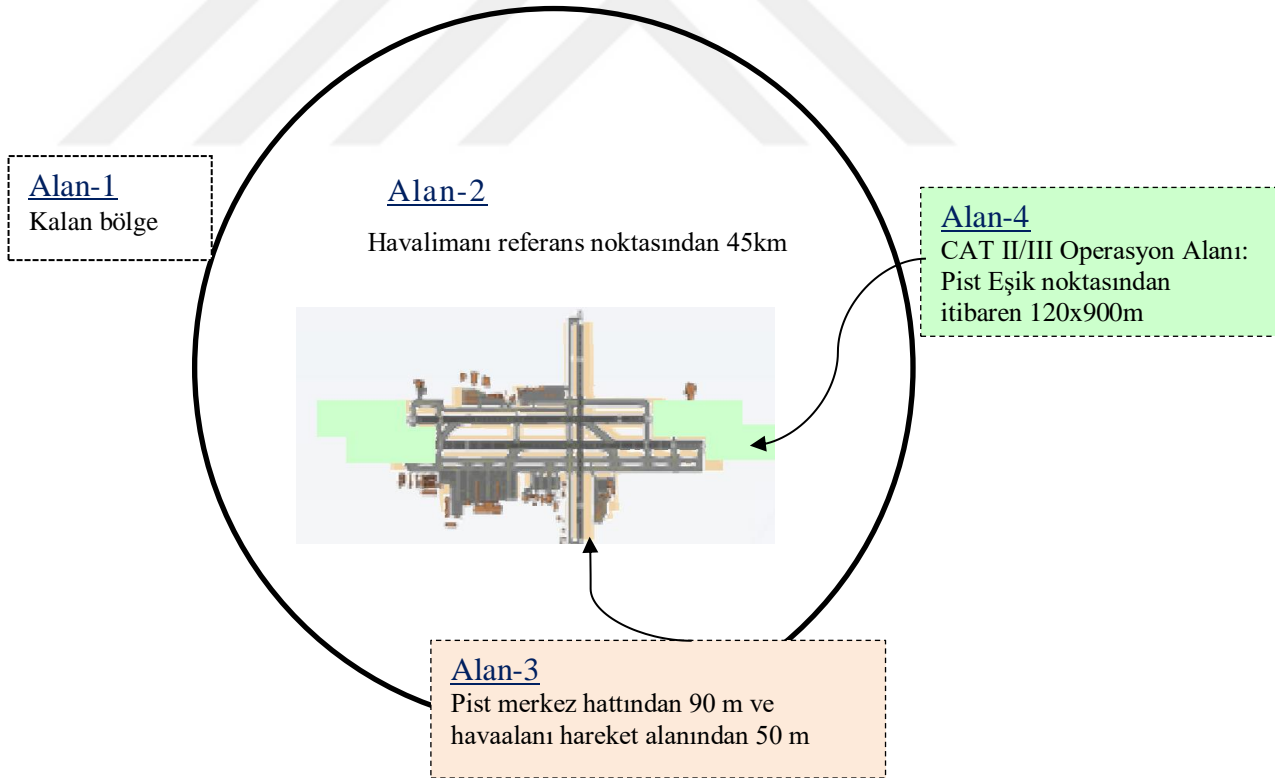 Alan-1
Kalan bölge
Alan-2
Havalimanı referans noktasından 45km
Alan-4
CAT II/III Operasyon Alanı:
Pist Eşik noktasından
itibaren 120x900m
Alan-3
Pist merkez hattından 90 m ve
havaalanı hareket alanından 50 m